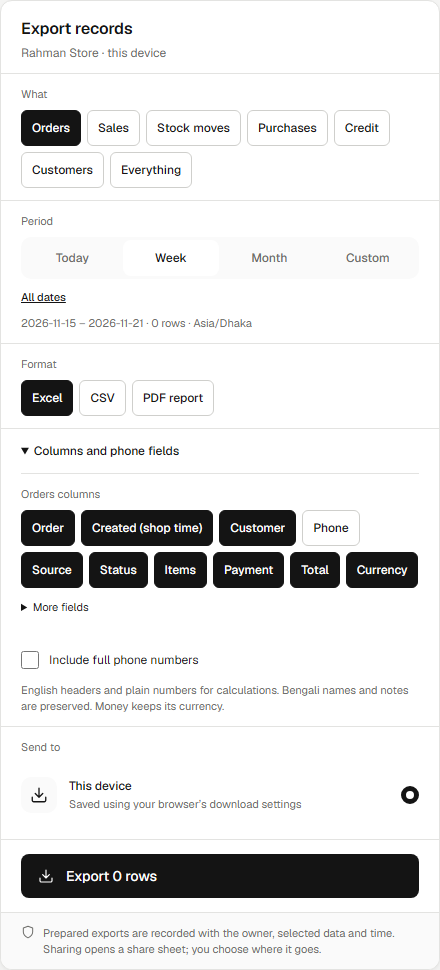 Export records
Rahman Store · this device
What
Orders Sales Stock moves Purchases Credit
Customers Everything
Period
Today Week Month Custom
All dates
2026-11-15 – 2026-11-21 · 0 rows · Asia/Dhaka
Format
Excel CSV PDF report
Columns and phone fields
Orders columns
Order Created (shop time) Customer Phone
Source Status Items Payment Total Currency
More fields
Include full phone numbers
English headers and plain numbers for calculations. Bengali names and notes
are preserved. Money keeps its currency.
Send to
This device
Saved using your browser's download settings
Export 0 rows
Prepared exports are recorded with the owner, selected data and time.
Sharing opens a share sheet; you choose where it goes.